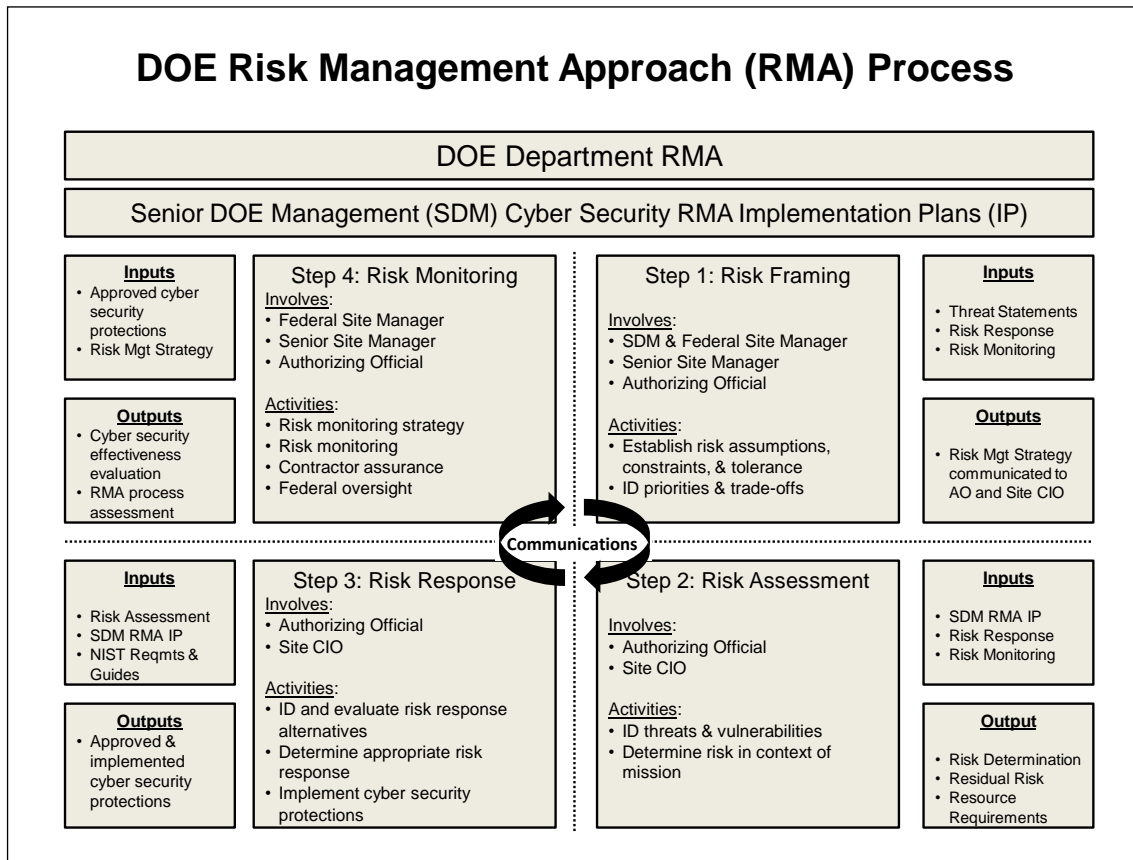 DOE Risk Management Approach (RMA) Process
DOE Department RMA
Senior DOE Management (SDM) Cyber Security RMA Implementation Plans (IP)
Inputs
• Approved cyber
security
protections
• Risk Mgt Strategy
Outputs
• Cyber security
effectiveness
evaluation
• RMA process
assessment
Step 4: Risk Monitoring
Involves:
• Federal Site Manager
• Senior Site Manager
• Authorizing Official
Activities:
• Risk monitoring strategy
• Risk monitoring
• Contractor assurance
• Federal oversight
Step 1: Risk Framing
Involves:
• SDM & Federal Site Manager
• Senior Site Manager
• Authorizing Official
Activities:
• Establish risk assumptions,
constraints, & tolerance
• ID priorities & trade-offs
Inputs
• Threat Statements
• Risk Response
• Risk Monitoring
Outputs
• Risk Mgt Strategy
communicated to
AO and Site CIO
Communications
Inputs
• Risk Assessment
• SDM RMA IP
• NIST Reqmts &
Guides
Outputs
• Approved &
implemented
cyber security
protections
Step 3: Risk Response
Involves:
• Authorizing Official
• Site CIO
Activities:
• ID and evaluate risk response
alternatives
• Determine appropriate risk
response
• Implement cyber security
protections
Step 2: Risk Assessment
Involves:
• Authorizing Official
• Site CIO
Activities:
• ID threats & vulnerabilities
• Determine risk in context of
mission
Inputs
• SDM RMA IP
• Risk Response
• Risk Monitoring
Output
• Risk Determination
• Residual Risk
• Resource
Requirements